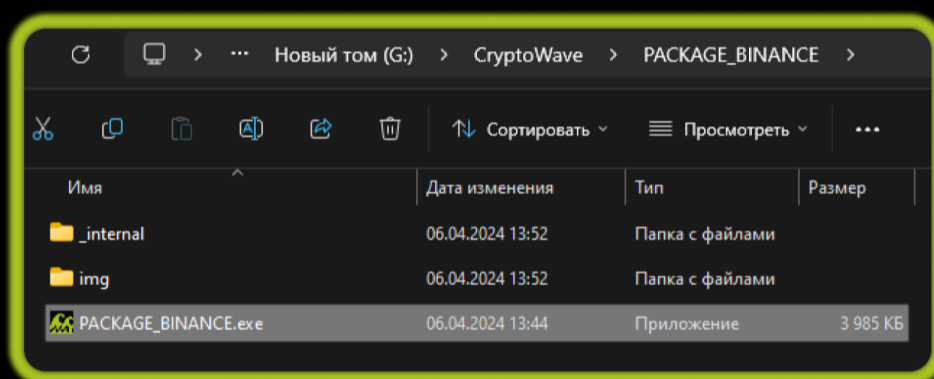 Новый том (G:) > CryptoWave > PACKAGE_BINANCE >
Сортировать Просмотреть
Имя Дата изменения Тип Размер
_internal 06.04.2024 13:52 Папка с файлами
img 06.04.2024 13:52 Папка с файлами
PACKAGE_BINANCE.exe 06.04.2024 13:44 Приложение 3 985 КБ